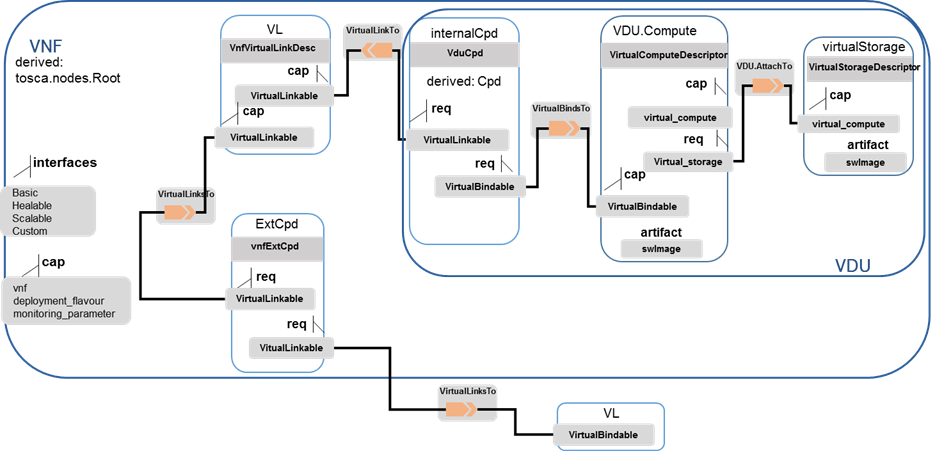 VNF
derived:
tosca.nodes.Root
interfaces
Basic
Healable
Scalable
Custom
cap
vnf
deployment_flavour
monitoring_parameter
VL
VnfVirtualLinkDesc
cap
VirtualLinkable
cap
VirtualLinkable
VirtualLinkTo
VirtualLinksTo
ExtCpd
vnfExtCpd
req
VirtualLinkable
req
VitualLinkable
internalCpd
VduCpd
derived: Cpd
req
VirtualLinkable
req
VirtualBindable
VirtualBindsTo
VDU.Compute
VirtualComputeDescriptor
cap
virtual_compute
req
Virtual_storage
cap
VirtualBindable
artifact
swImage
VDU.AttachTo
virtualStorage
VirtualStorageDescriptor
cap
virtual_compute
artifact
swImage
VDU
VirtualLinksTo
VL
VirtualBindable